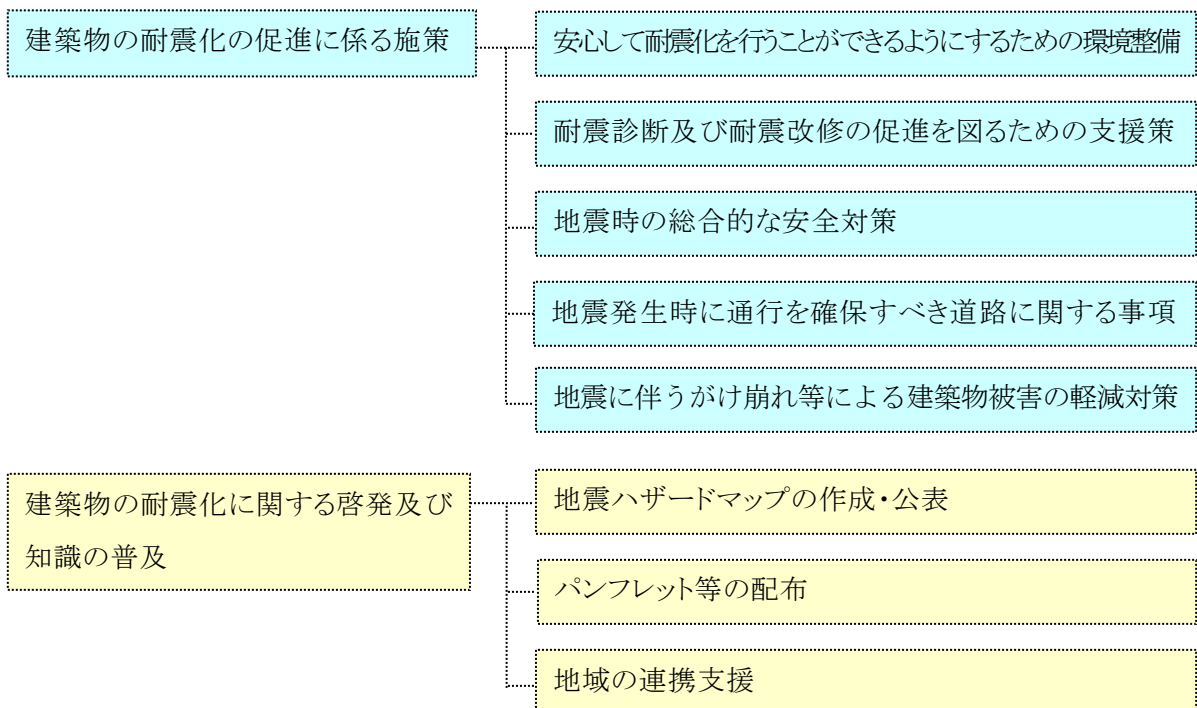 建築物の耐震化の促進に係る施策
安心して耐震化を行うことができるようにするための環境整備
耐震診断及び耐震改修の促進を図るための支援策
地震時の総合的な安全対策
地震発生時に通行を確保すべき道路に関する事項
地震に伴うがけ崩れ等による建築物被害の軽減対策
建築物の耐震化に関する啓発及び
知識の普及
地震ハザードマップの作成・公表
パンフレット等の配布
地域の連携支援